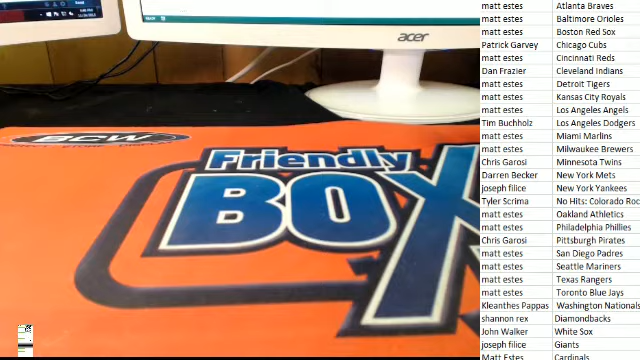 acer
BCW
Friendly
BOX
matt estes Atlanta Braves
matt estes Baltimore Orioles
matt estes Boston Red Sox
Patrick Garvey Chicago Cubs
matt estes Cincinnati Reds
Dan Frazier Cleveland Indians
matt estes Detroit Tigers
matt estes Kansas City Royals
matt estes Los Angeles Angels
Tim Buchholz Los Angeles Dodgers
matt estes Miami Marlins
matt estes Milwaukee Brewers
Chris Garosi Minnesota Twins
Darren Becker New York Mets
joseph filice New York Yankees
Tyler Scrima No Hits: Colorado Roc
matt estes Oakland Athletics
matt estes Philadelphia Phillies
Chris Garosi Pittsburgh Pirates
matt estes San Diego Padres
matt estes Seattle Mariners
matt estes Texas Rangers
matt estes Toronto Blue Jays
Kleanthes Pappas Washington Nationals
shannon rex Diamondbacks
John Walker White Sox
joseph filice Giants
Matt Estes Cardinals